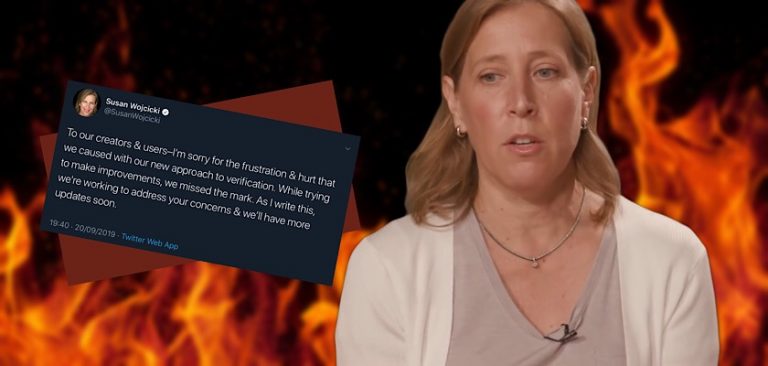 Susan Wojcicki
@SusanWojcicki
To our creators & users–I'm sorry for the frustration & hurt that
we caused with our new approach to verification. While trying
to make improvements, we missed the mark. As I write this,
we're working to address your concerns & we'll have more
updates soon.
19:40 · 20/09/2019 · Twitter Web App